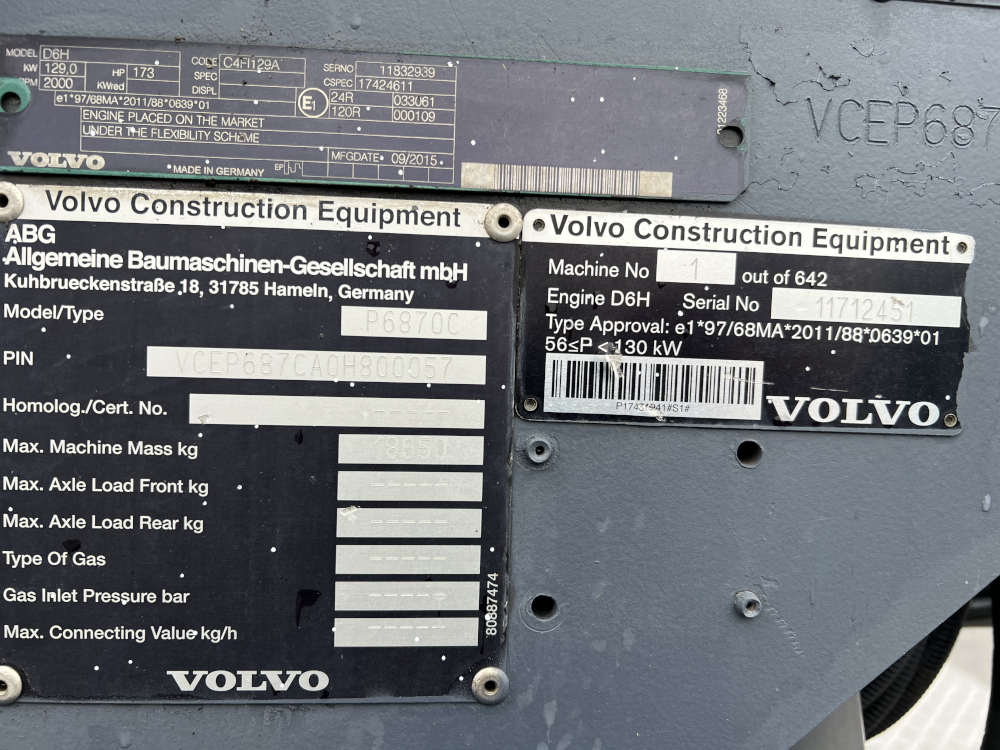 MODEL D6H CODE C4FI129A SERNO 11832939
KW 129,0 HP 173 SPEC CSPEC 17424611
RPM 2000 KWred DISPL E1 24R 033061
e1*97/68MA*2011/88*0639*01 120R 000109
ENGINE PLACED ON THE MARKET
UNDER THE FLEXIBILITY SCHEME
VOLVO MADE IN GERMANY EP MFGDATE 09/2015
01223468
VCEP687
Volvo Construction Equipment
ABG
Allgemeine Baumaschinen-Gesellschaft mbH
Kuhbrueckenstraße 18, 31785 Hameln, Germany
Model/Type P6870C
PIN VCEP687CA0H800057
Homolog./Cert. No.
Max. Machine Mass kg 8050
Max. Axle Load Front kg -----
Max. Axle Load Rear kg -----
Type Of Gas -----
Gas Inlet Pressure bar -----
Max. Connecting Value kg/h -----
80887474
VOLVO
Volvo Construction Equipment
Machine No 1 out of 642
Engine D6H Serial No 11712451
Type Approval: e1*97/68MA*2011/88*0639*01
56≤P < 130 kW
VOLVO